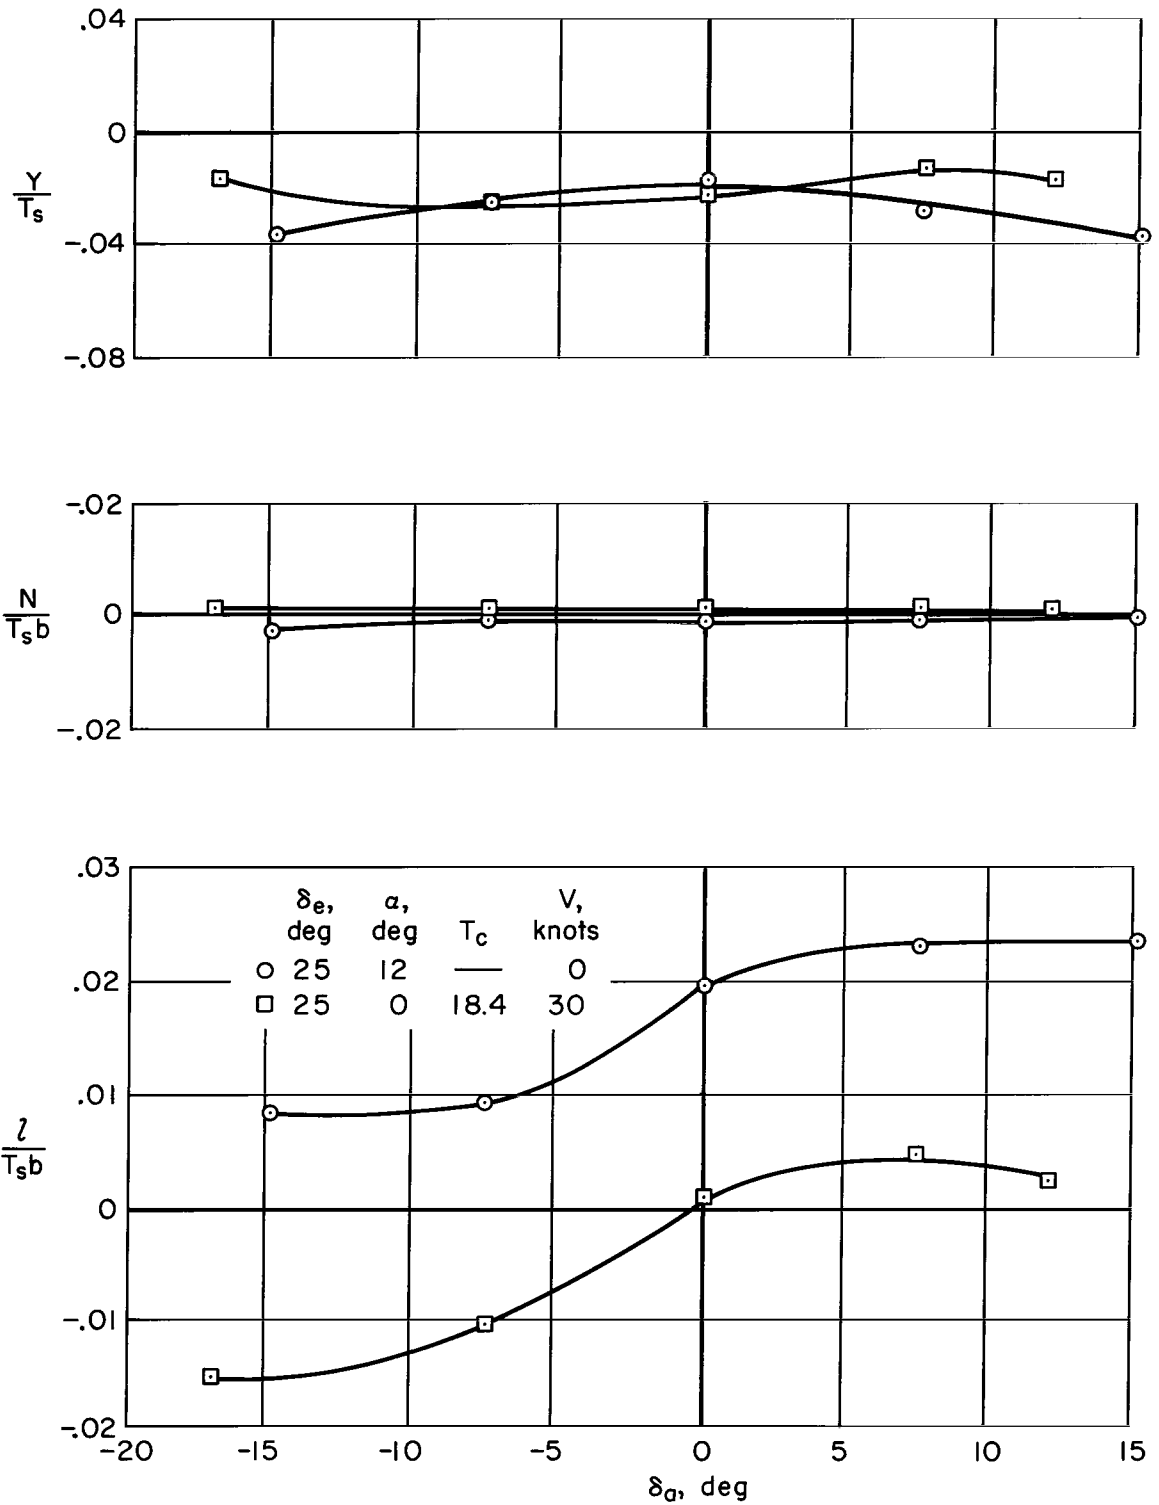 .04
0
Y
Ts
-.04
-.08
-.02
0
N
Tsb
-.02
.03
δe, α, V,
deg deg Tc knots
○ 25 12 — 0
.02
□ 25 0 18.4 30
.01
l
Tsb
0
-.01
-.02
-20 -15 -10 -5 0 5 10 15
δa, deg